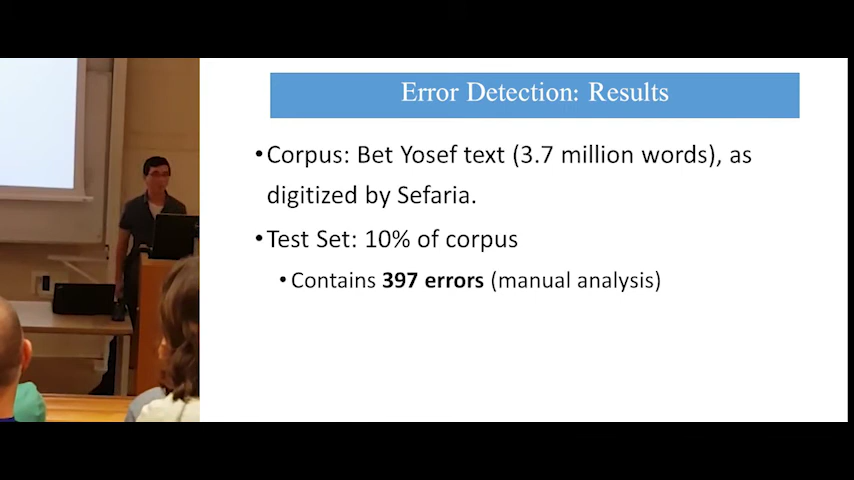 Error Detection: Results
•Corpus: Bet Yosef text (3.7 million words), as
digitized by Sefaria.
•Test Set: 10% of corpus
•Contains 397 errors (manual analysis)